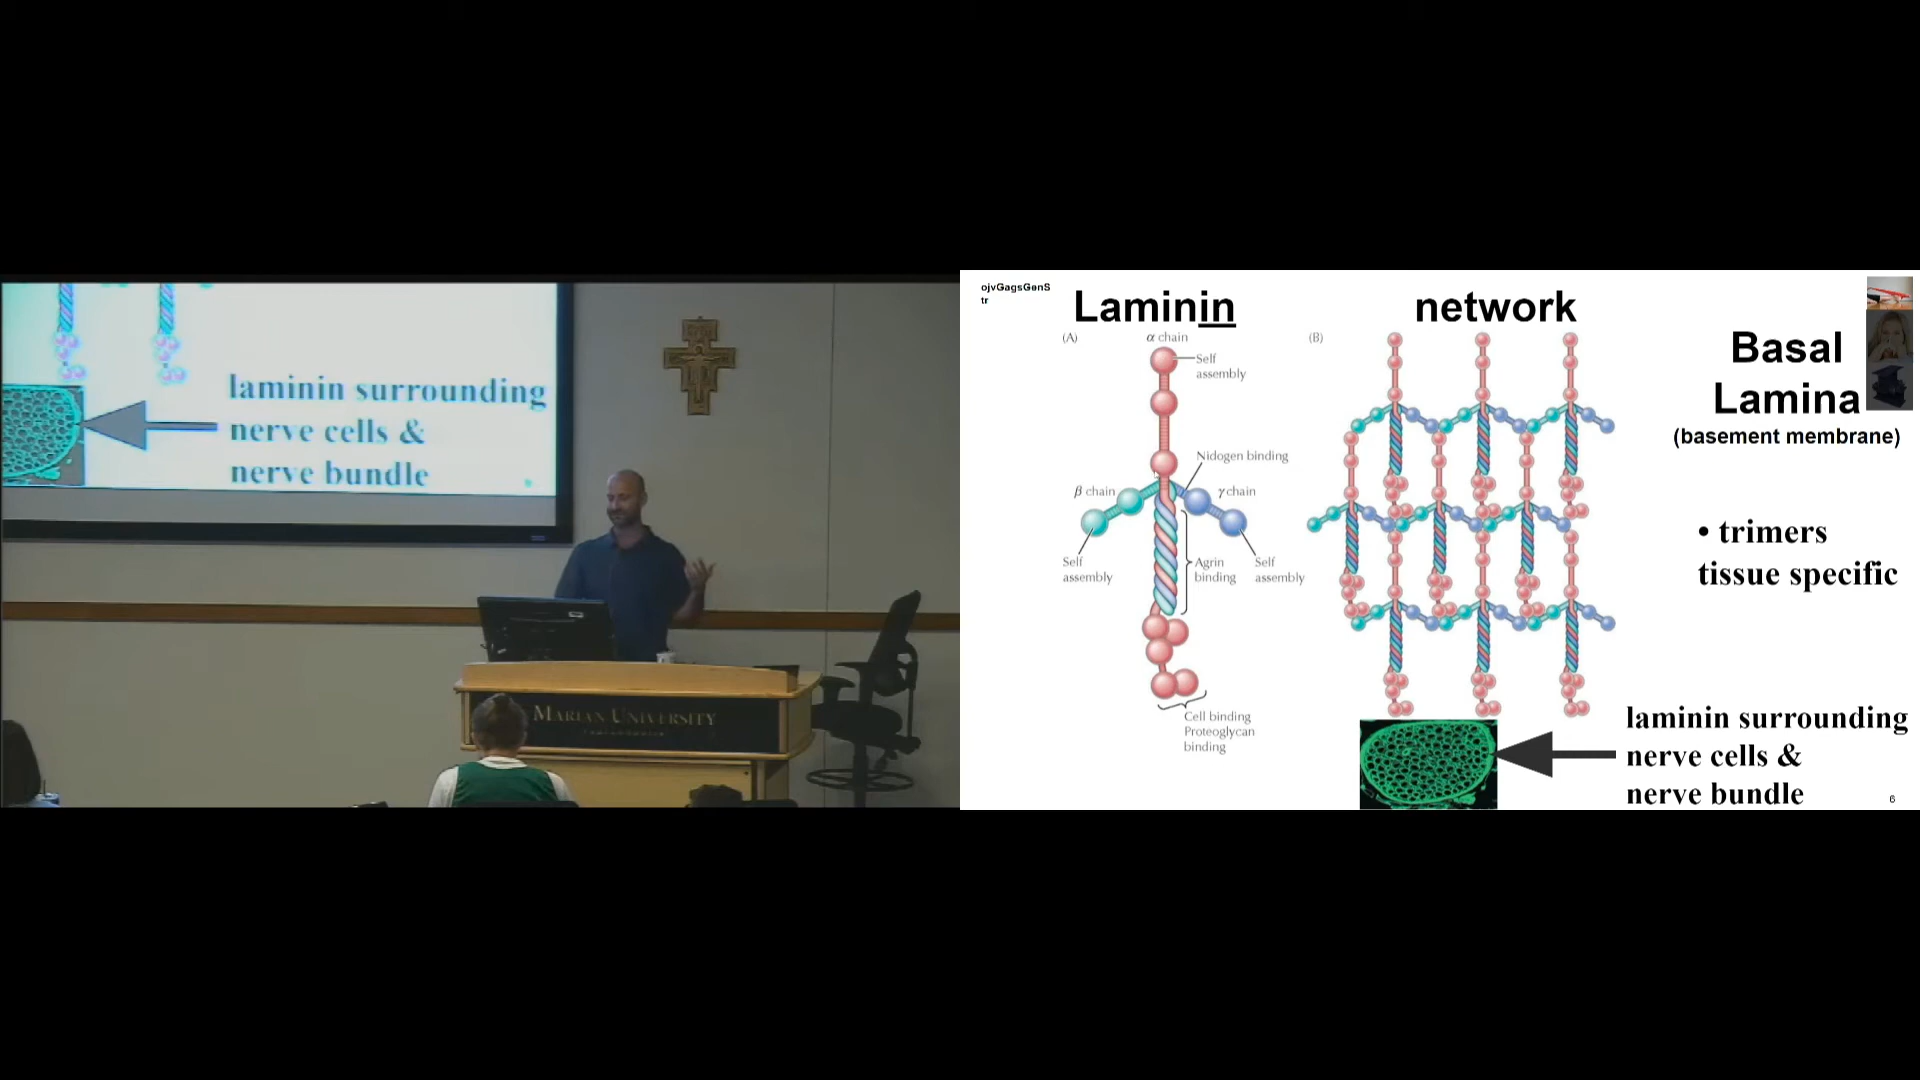 laminin surrounding
nerve cells &
nerve bundle
MARIAN UNIVERSITY
ojvGagsGenS
tr
Laminin
network
(A)
α chain
(B)
Self
assembly
Basal
Lamina
(basement membrane)
Nidogen binding
β chain
γ chain
Self
assembly
Agrin
binding
Self
assembly
• trimers
tissue specific
Cell binding
Proteoglycan
binding
laminin surrounding
nerve cells &
nerve bundle
6